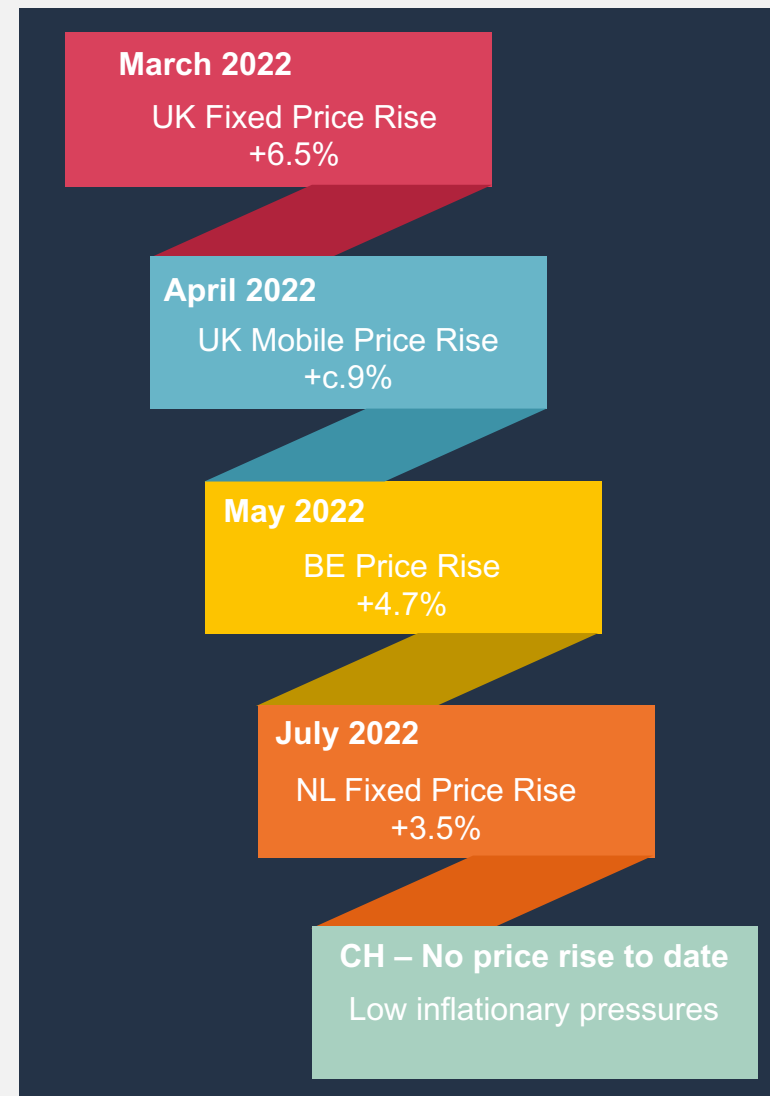 March 2022
UK Fixed Price Rise
+6.5%
April 2022
UK Mobile Price Rise
+c.9%
May 2022
BE Price Rise
+4.7%
July 2022
NL Fixed Price Rise
+3.5%
CH – No price rise to date
Low inflationary pressures